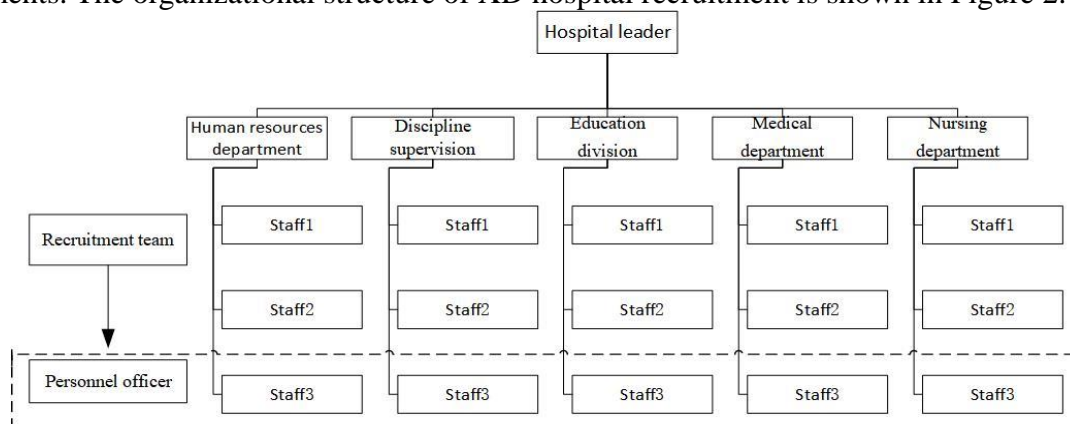 ments. The organizational structure of AD hospital recruitment is shown in Figure 2.
Hospital leader
Human resources
department
Discipline
supervision
Education
division
Medical
department
Nursing
department
Staff1
Staff1
Staff1
Staff1
Staff1
Recruitment team
Staff2
Staff2
Staff2
Staff2
Staff2
Personnel officer
Staff3
Staff3
Staff3
Staff3
Staff3